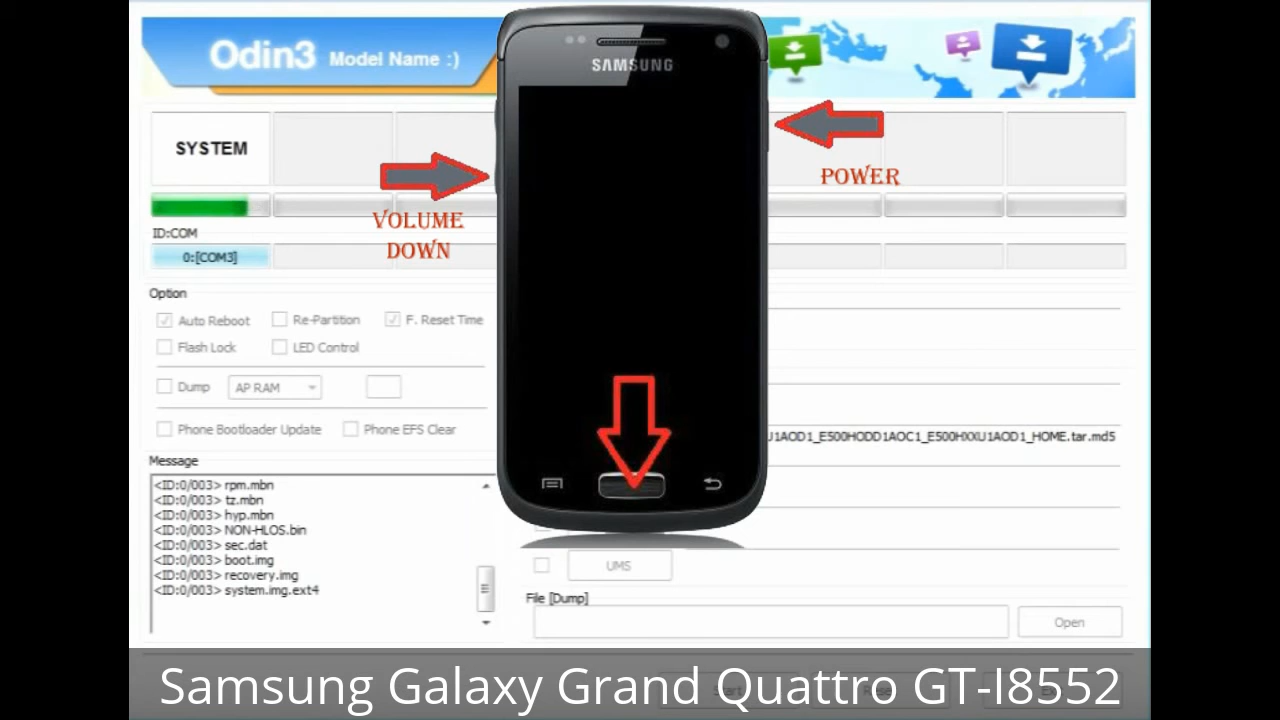 Odin3 Model Name :)
SAMSUNG
SYSTEM
POWER
VOLUME
DOWN
ID:COM
0:[COM3]
Option
Auto Reboot Re-Partition F. Reset Time
Flash Lock LED Control
Dump AP RAM
Phone Bootloader Update Phone EFS Clear
U1AOD1_E500HODD1AOC1_E500HXXU1AOD1_HOME.tar.md5
Message
<ID:0/003> rpm.mbn
<ID:0/003> tz.mbn
<ID:0/003> hyp.mbn
<ID:0/003> NON-HLOS.bin
<ID:0/003> sec.dat
<ID:0/003> boot.img
<ID:0/003> recovery.img
<ID:0/003> system.img.ext4
UMS
File [Dump]
Open
Samsung Galaxy Grand Quattro GT-I8552